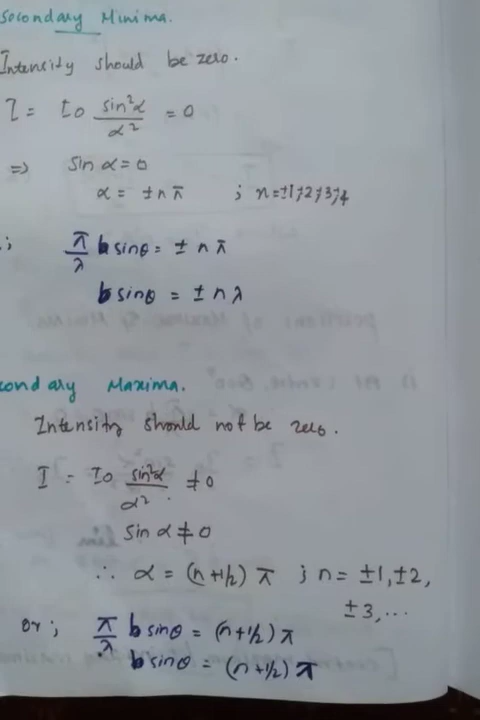 Secondary Minima.
Intensity should be zero.
I = I0 sin²α / α² = 0
=> Sin α = 0
α = ± n π ; n = ±1, 2, 3, 4
; π/λ b sinθ = ± n π
b sinθ = ± n λ
condary Maxima.
Intensity should not be zero.
I = I0 sin²α / α² ≠ 0
Sin α ≠ 0
∴ α = (n+1/2) π ; n = ±1, ±2,
±3, ...
or ; π/λ b sinθ = (n+1/2) π
b sinθ = (n+1/2) π